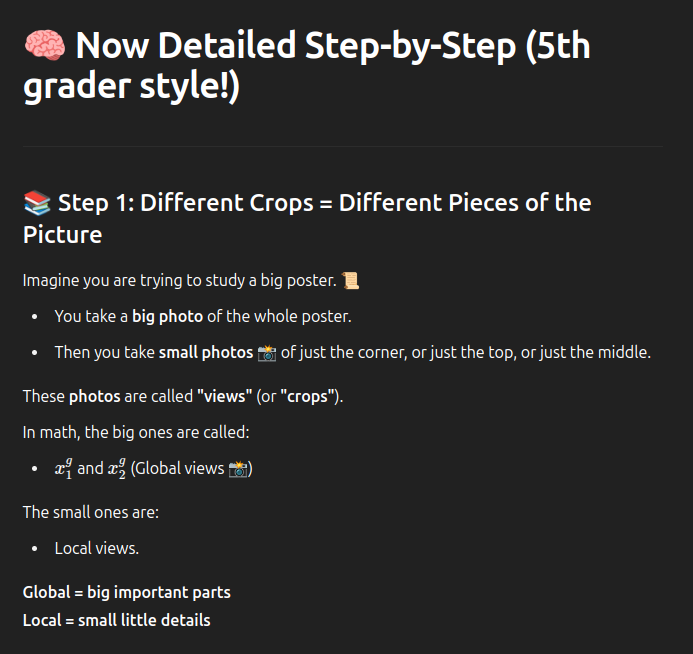 🧠 Now Detailed Step-by-Step (5th
grader style!)
📚 Step 1: Different Crops = Different Pieces of the
Picture
Imagine you are trying to study a big poster. 📜
• You take a big photo of the whole poster.
• Then you take small photos 📸 of just the corner, or just the top, or just the middle.
These photos are called "views" (or "crops").
In math, the big ones are called:
• x₁ᵍ and x₂ᵍ (Global views 📸)
The small ones are:
• Local views.
Global = big important parts
Local = small little details